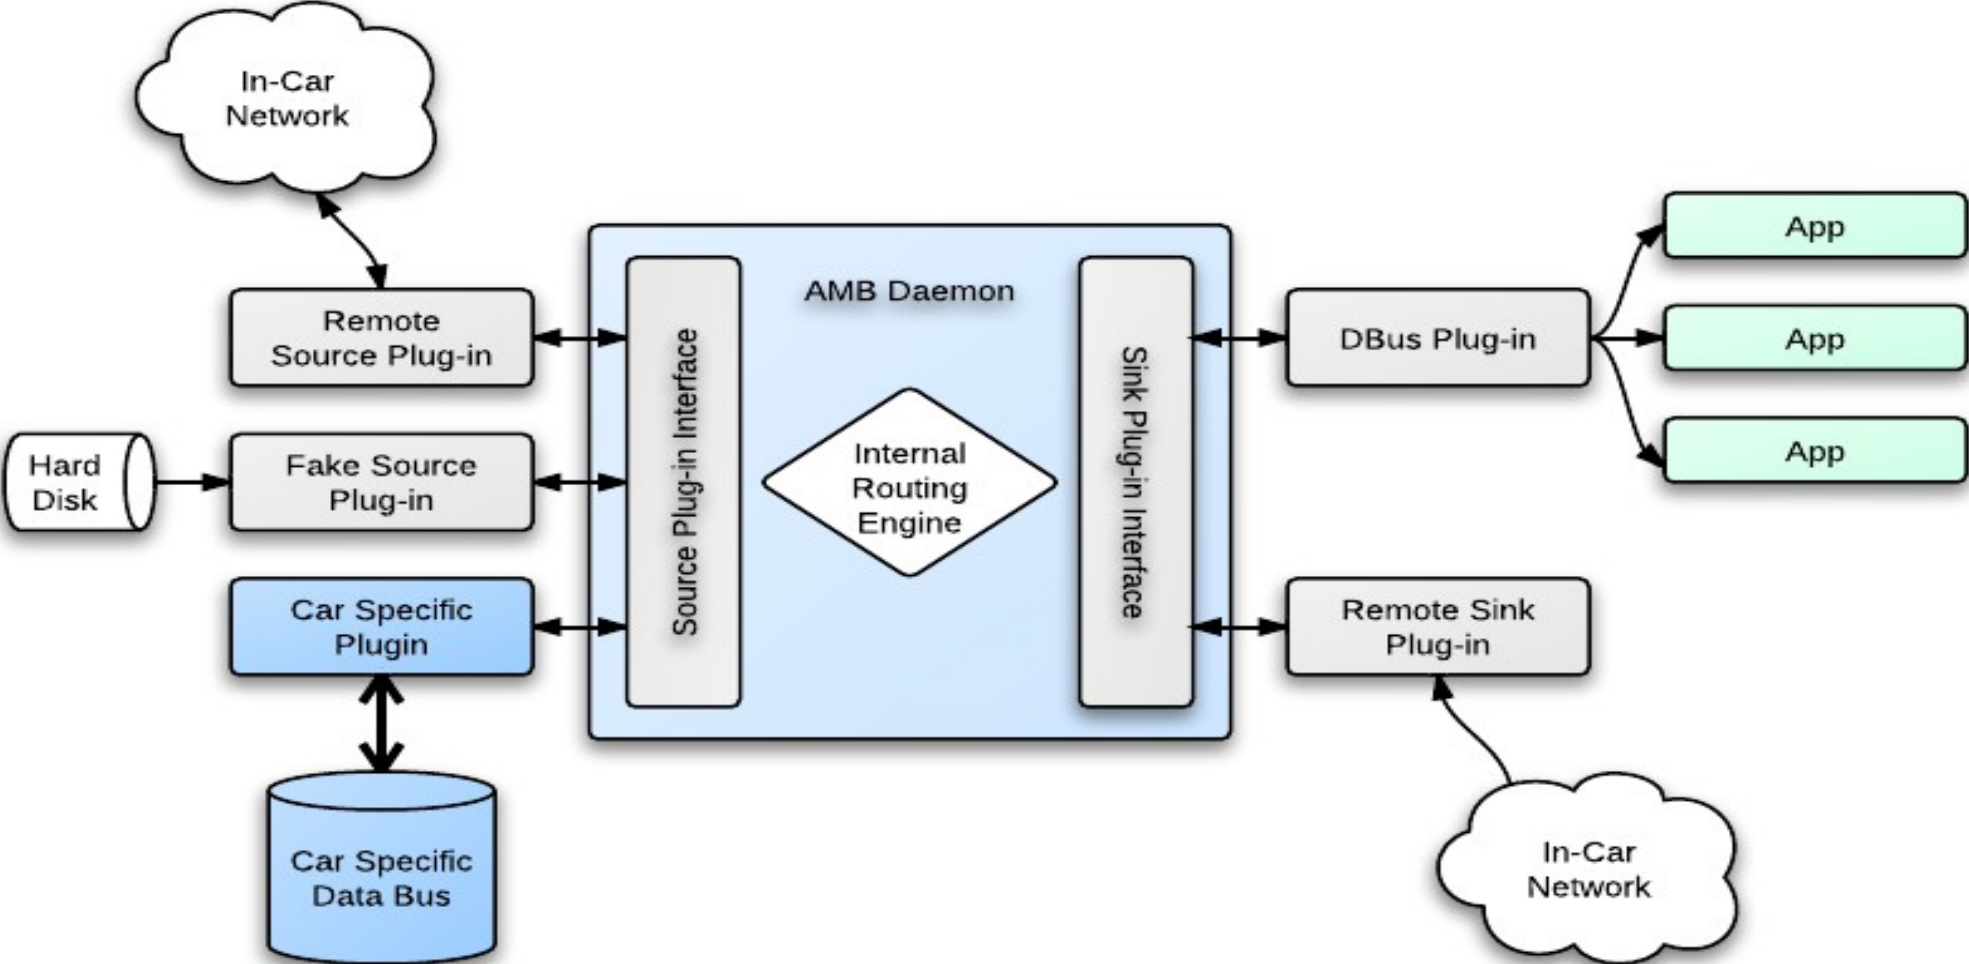 In-Car
Network
Remote
Source Plug-in
Hard
Disk
Fake Source
Plug-in
Car Specific
Plugin
Car Specific
Data Bus
Source Plug-in Interface
AMB Daemon
Internal
Routing
Engine
Sink Plug-in Interface
DBus Plug-in
App
App
App
Remote Sink
Plug-in
In-Car
Network